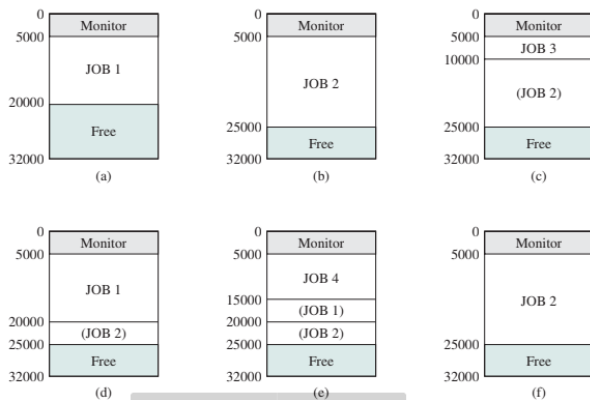 0
Monitor
5000
JOB 1
20000
Free
32000
(a)
0
Monitor
5000
JOB 2
25000
Free
32000
(b)
0
Monitor
5000
JOB 3
10000
(JOB 2)
25000
Free
32000
(c)
0
Monitor
5000
JOB 1
20000
(JOB 2)
25000
Free
32000
(d)
0
Monitor
5000
JOB 4
15000
(JOB 1)
20000
(JOB 2)
25000
Free
32000
(e)
0
Monitor
5000
JOB 2
25000
Free
32000
(f)